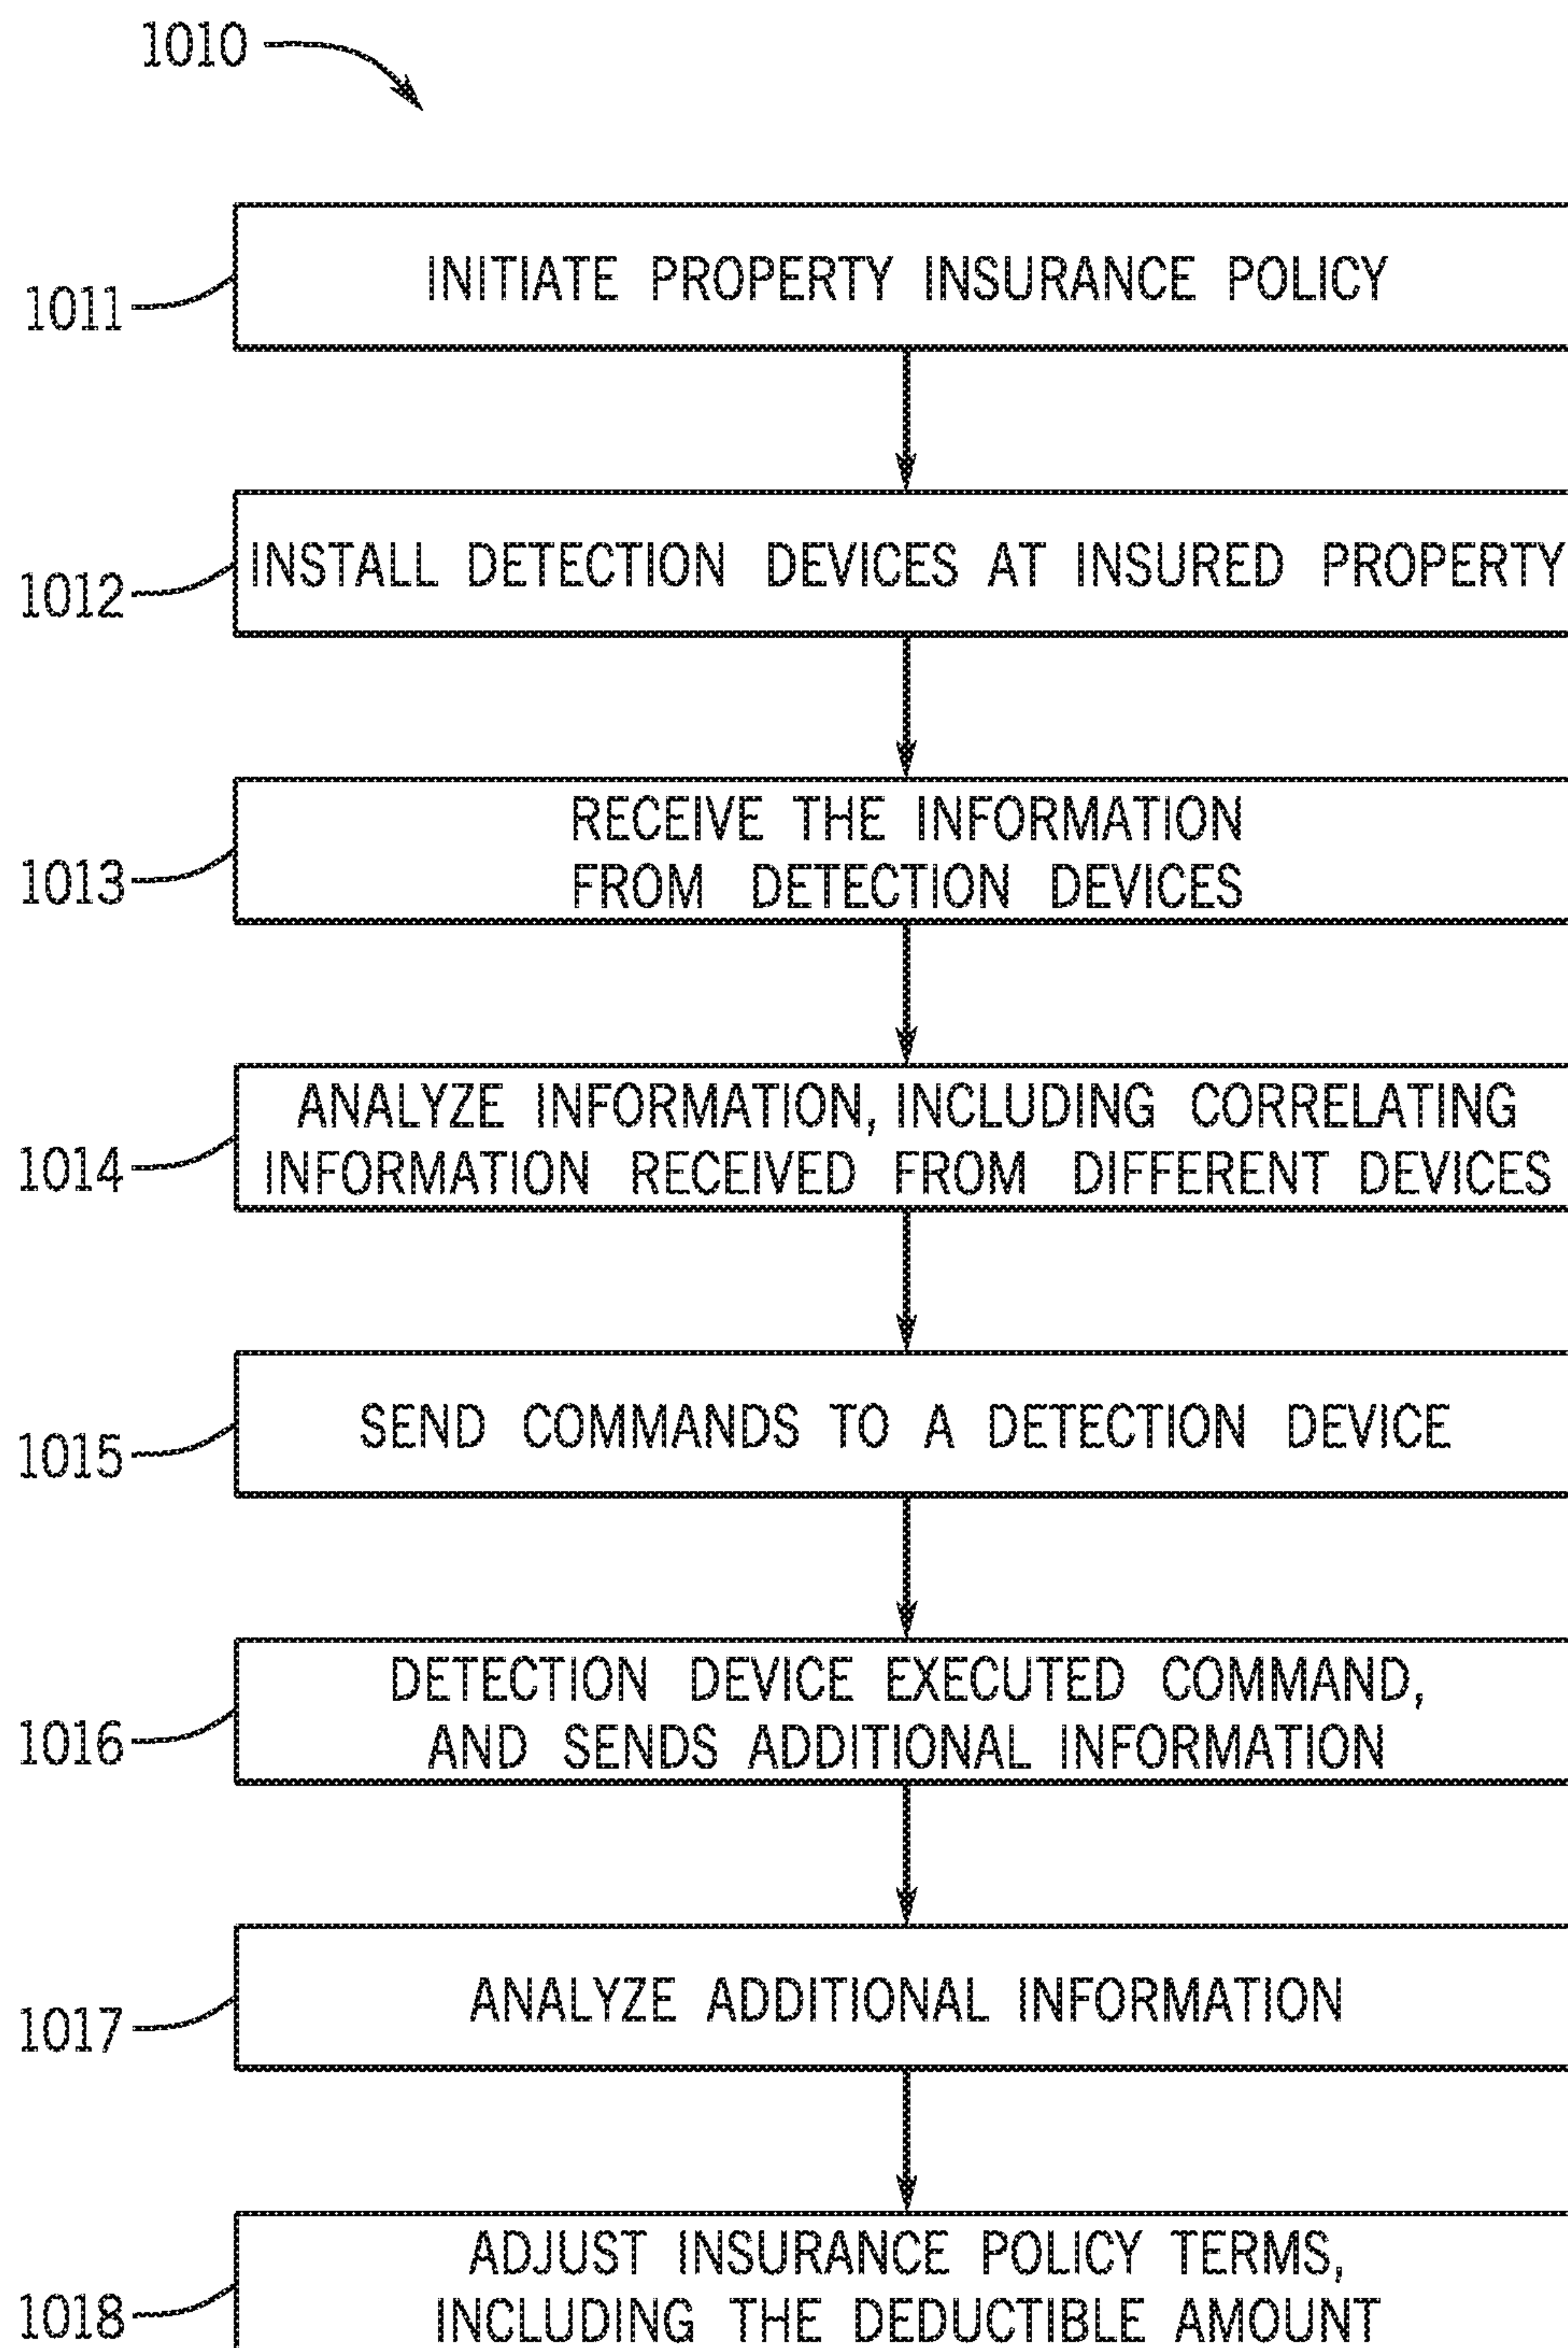 1010
1011
INITIATE PROPERTY INSURANCE POLICY
1012
INSTALL DETECTION DEVICES AT INSURED PROPERTY
1013
RECEIVE THE INFORMATION
FROM DETECTION DEVICES
1014
ANALYZE INFORMATION, INCLUDING CORRELATING
INFORMATION RECEIVED FROM DIFFERENT DEVICES
1015
SEND COMMANDS TO A DETECTION DEVICE
1016
DETECTION DEVICE EXECUTED COMMAND,
AND SENDS ADDITIONAL INFORMATION
1017
ANALYZE ADDITIONAL INFORMATION
1018
ADJUST INSURANCE POLICY TERMS,
INCLUDING THE DEDUCTIBLE AMOUNT